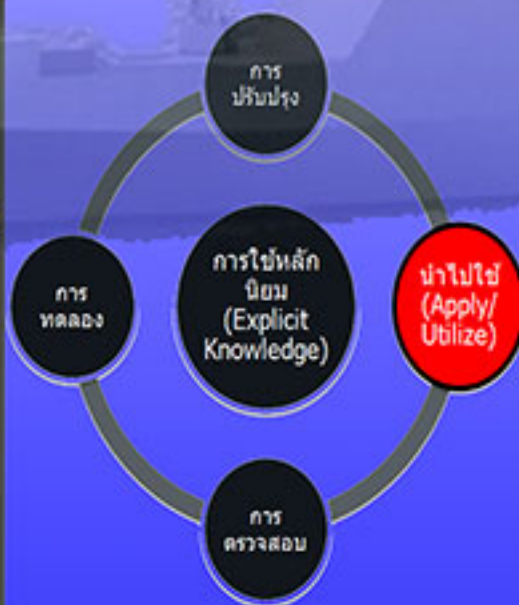 การ
ปรับปรุง
การใช้หลัก
นิยม
(Explicit
Knowledge)
นำไปใช้
(Apply/
Utilize)
การ
ทดลอง
การ
ตรวจสอบ